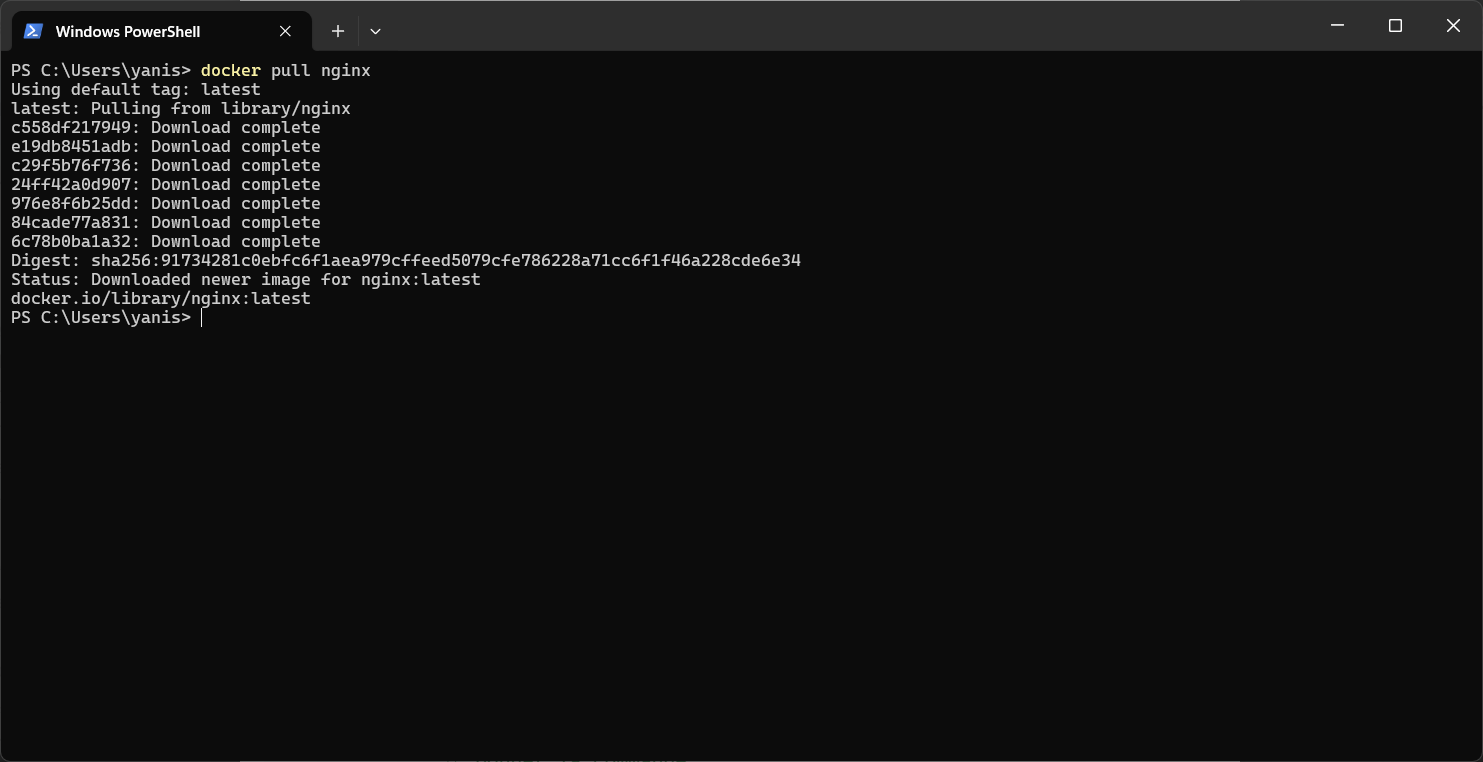 Windows PowerShell
PS C:\Users\yanis> docker pull nginx
Using default tag: latest
latest: Pulling from library/nginx
c558df217949: Download complete
e19db8451adb: Download complete
c29f5b76f736: Download complete
24ff42a0d907: Download complete
976e8f6b25dd: Download complete
84cade77a831: Download complete
6c78b0ba1a32: Download complete
Digest: sha256:91734281c0ebfc6f1aea979cffeed5079cfe786228a71cc6f1f46a228cde6e34
Status: Downloaded newer image for nginx:latest
docker.io/library/nginx:latest
PS C:\Users\yanis>